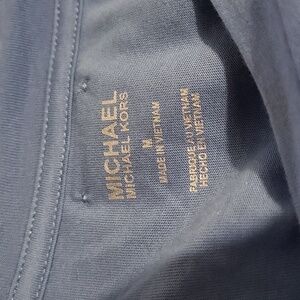 MICHAEL
MICHAEL KORS
M
MADE IN VIETNAM
FABRIQUÉ AU VIETNAM
HECHO EN VIETNAM